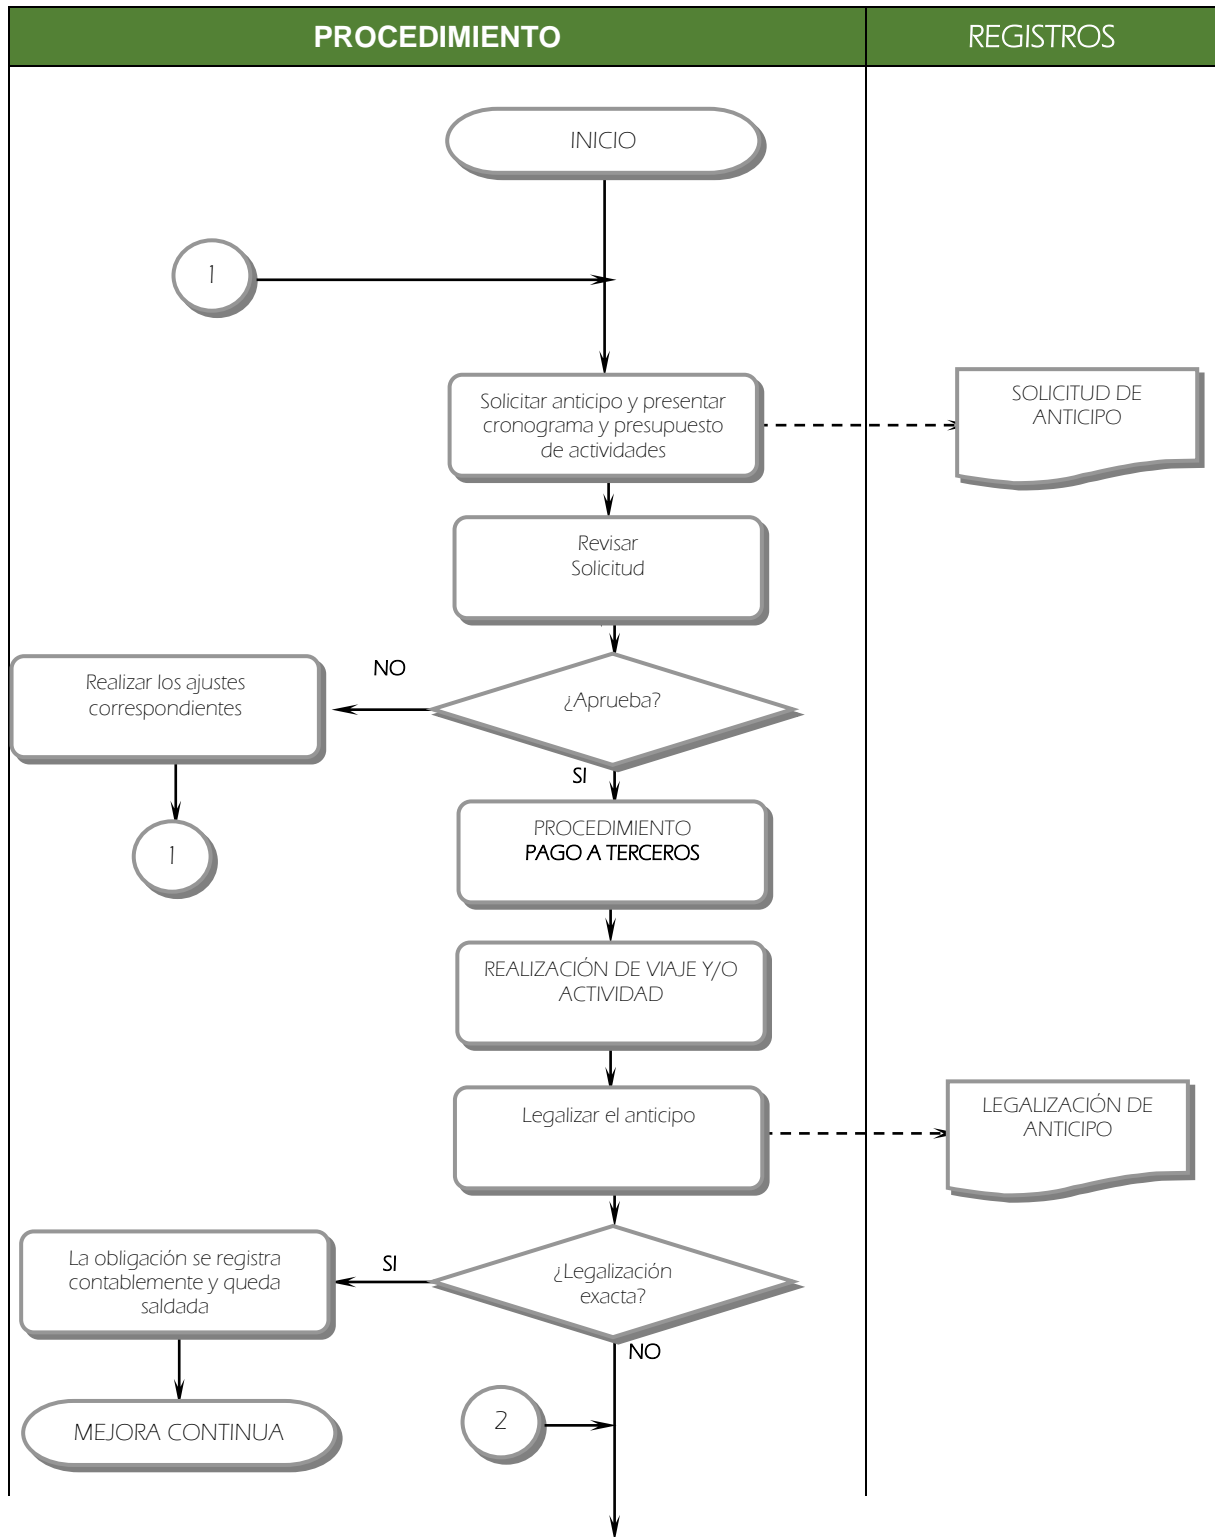 PROCEDIMIENTO
REGISTROS
INICIO
1
Solicitar anticipo y presentar
cronograma y presupuesto
de actividades
SOLICITUD DE
ANTICIPO
Revisar
Solicitud
¿Aprueba?
NO
Realizar los ajustes
correspondientes
SI
1
PROCEDIMIENTO
PAGO A TERCEROS
REALIZACIÓN DE VIAJE Y/O
ACTIVIDAD
Legalizar el anticipo
LEGALIZACIÓN DE
ANTICIPO
¿Legalización
exacta?
SI
La obligación se registra
contablemente y queda
saldada
NO
MEJORA CONTINUA
2